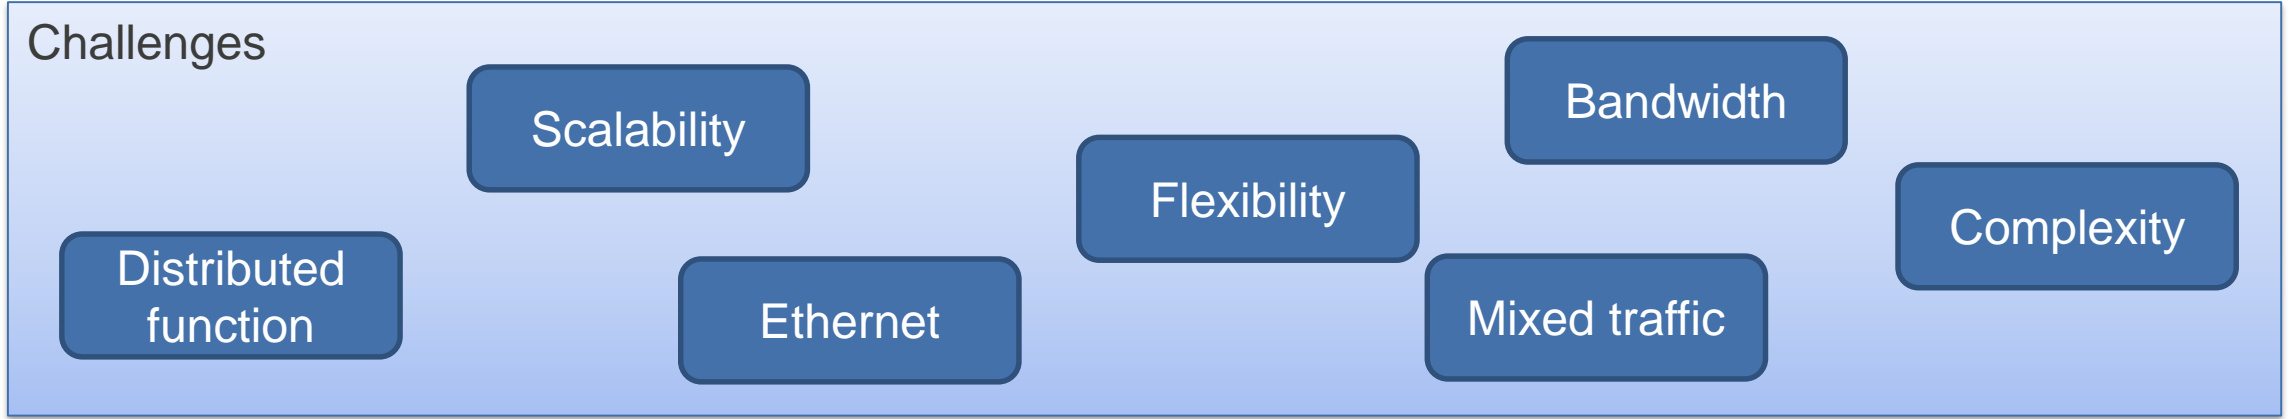 Challenges
Scalability
Bandwidth
Flexibility
Complexity
Distributed
function
Ethernet
Mixed traffic